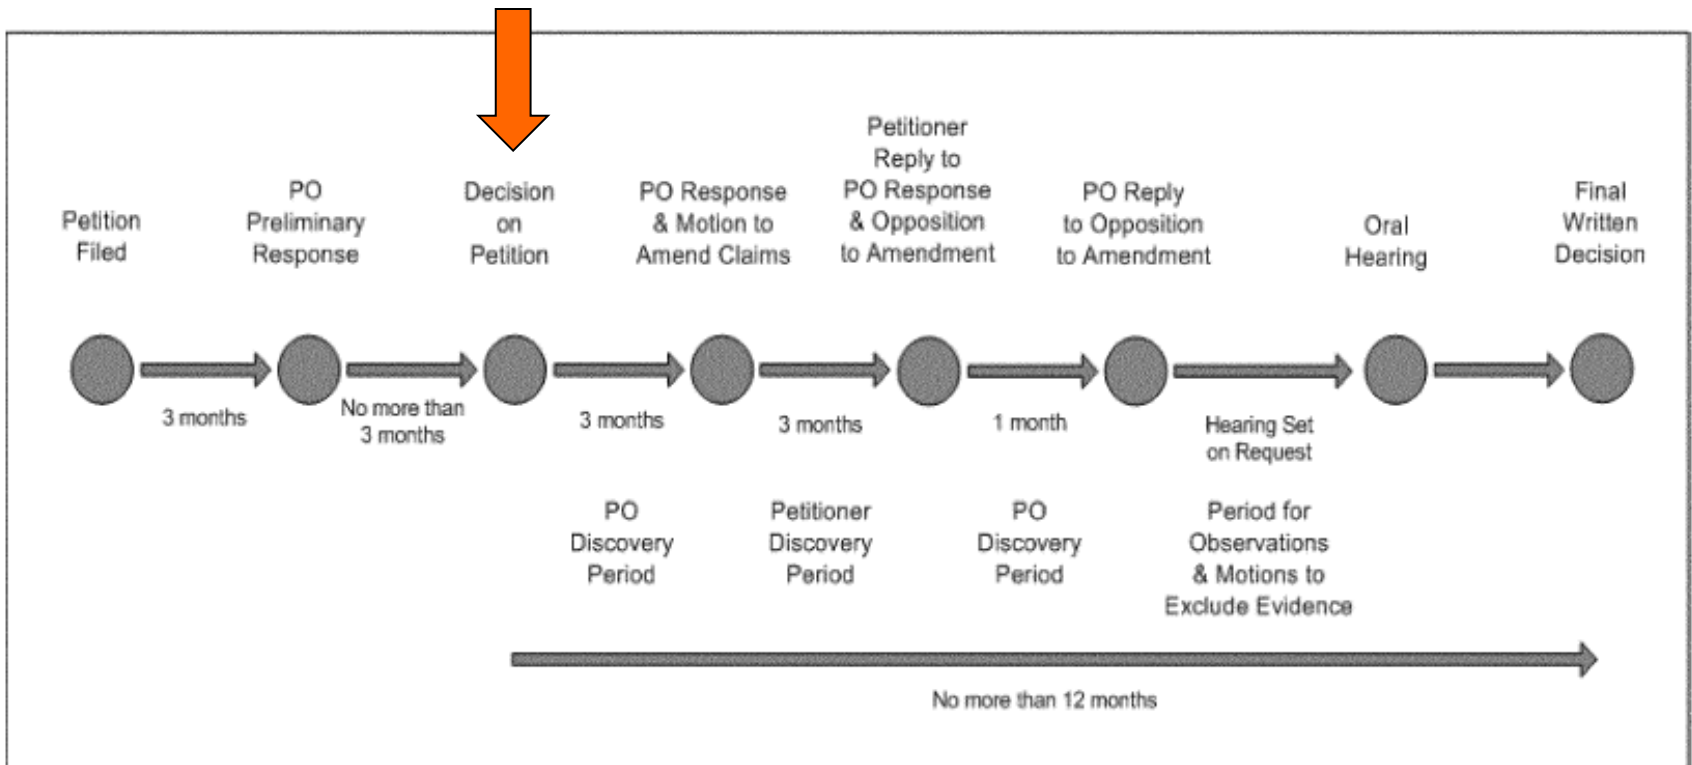 Petition
Filed
PO
Preliminary
Response
Decision
on
Petition
PO Response
& Motion to
Amend Claims
Petitioner
Reply to
PO Response
& Opposition
to Amendment
PO Reply
to Opposition
to Amendment
Oral
Hearing
Final
Written
Decision
3 months
No more than
3 months
3 months
3 months
1 month
Hearing Set
on Request
PO
Discovery
Period
Petitioner
Discovery
Period
PO
Discovery
Period
Period for
Observations
& Motions to
Exclude Evidence
No more than 12 months